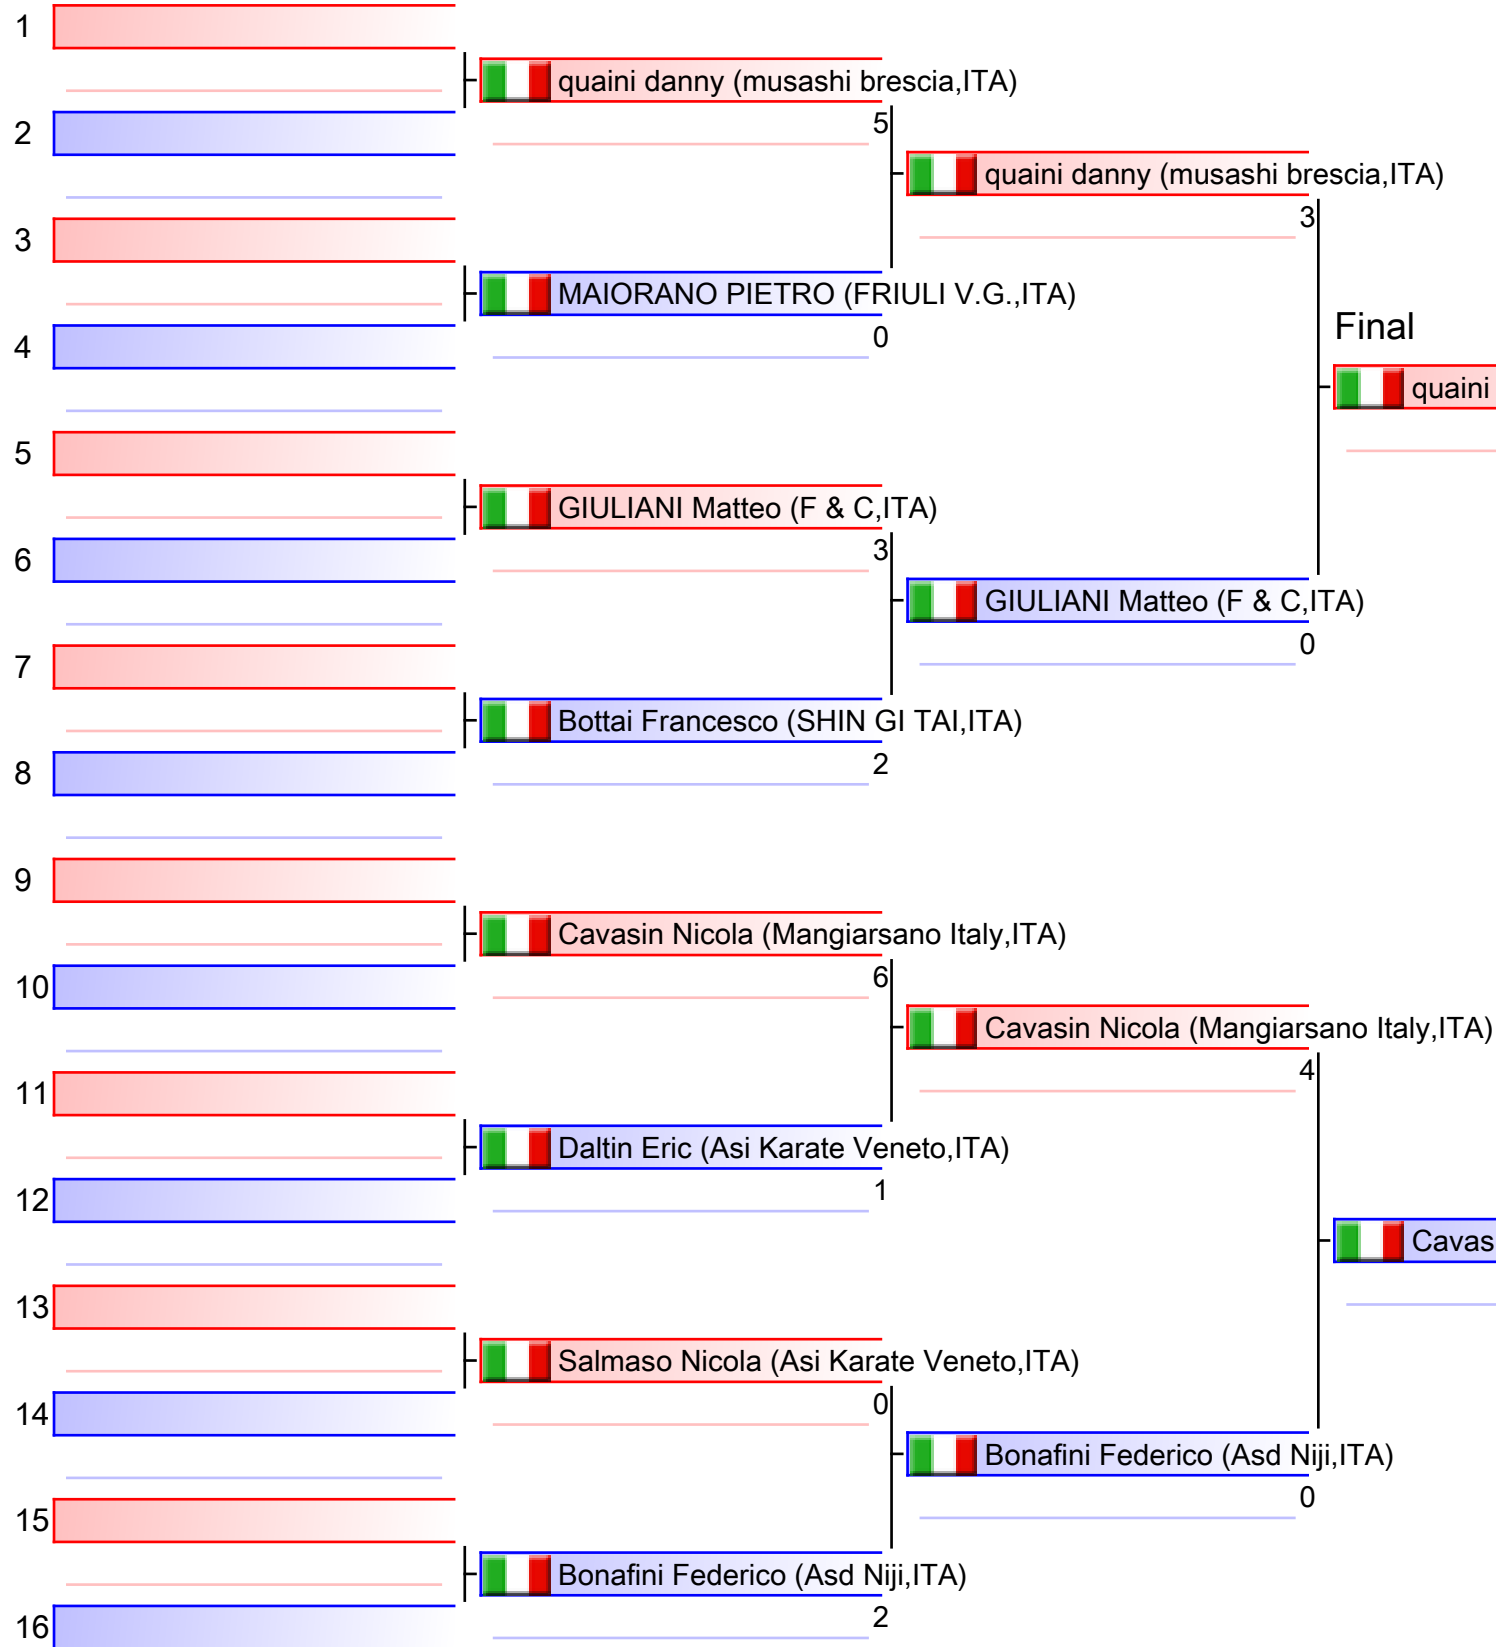 1
quaini danny (musashi brescia,ITA)
5
2
quaini danny (musashi brescia,ITA)
3
3
MAIORANO PIETRO (FRIULI V.G.,ITA)
0
4
Final
quaini
5
GIULIANI Matteo (F & C,ITA)
3
6
GIULIANI Matteo (F & C,ITA)
0
7
Bottai Francesco (SHIN GI TAI,ITA)
2
8
9
Cavasin Nicola (Mangiarsano Italy,ITA)
6
10
Cavasin Nicola (Mangiarsano Italy,ITA)
4
11
Daltin Eric (Asi Karate Veneto,ITA)
1
12
Cavas
13
Salmaso Nicola (Asi Karate Veneto,ITA)
0
14
Bonafini Federico (Asd Niji,ITA)
0
15
Bonafini Federico (Asd Niji,ITA)
2
16